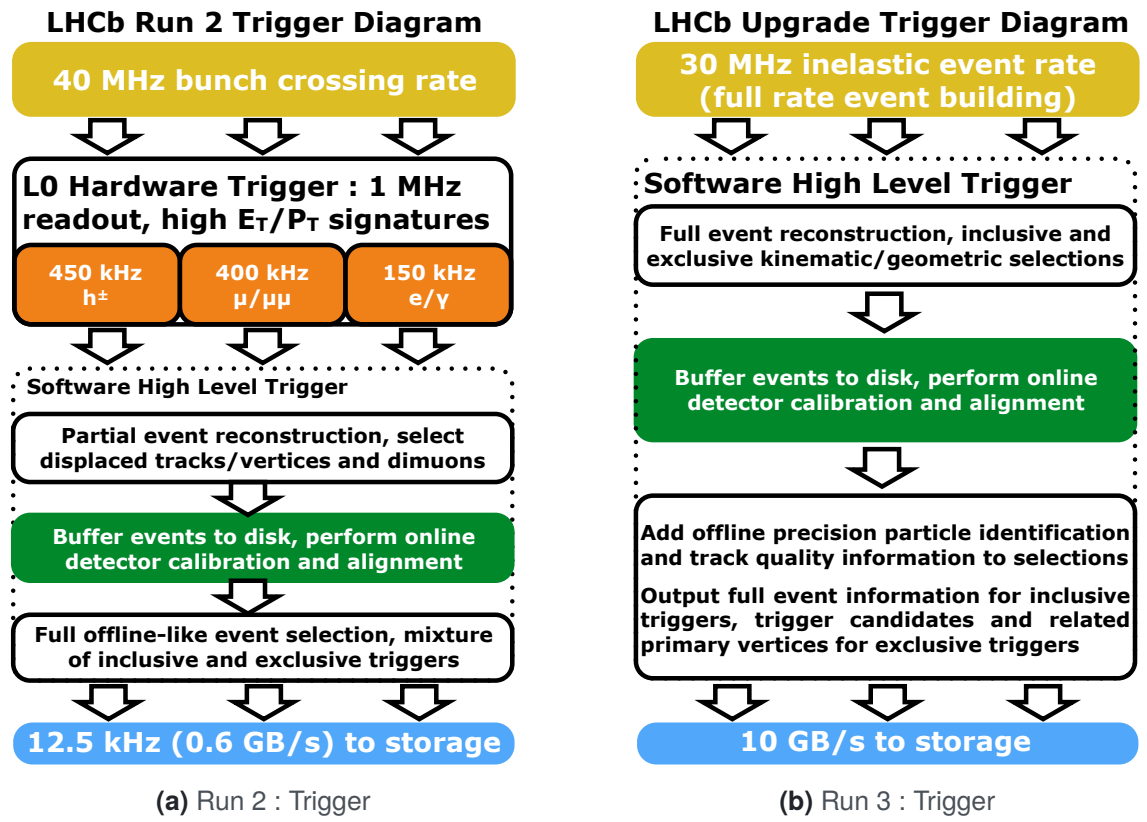 LHCb Run 2 Trigger Diagram
40 MHz bunch crossing rate
L0 Hardware Trigger : 1 MHz
readout, high ET/PT signatures
450 kHz
h±
400 kHz
μ/μμ
150 kHz
e/γ
Software High Level Trigger
Partial event reconstruction, select
displaced tracks/vertices and dimuons
Buffer events to disk, perform online
detector calibration and alignment
Full offline-like event selection, mixture
of inclusive and exclusive triggers
12.5 kHz (0.6 GB/s) to storage
(a) Run 2 : Trigger
LHCb Upgrade Trigger Diagram
30 MHz inelastic event rate
(full rate event building)
Software High Level Trigger
Full event reconstruction, inclusive and
exclusive kinematic/geometric selections
Buffer events to disk, perform online
detector calibration and alignment
Add offline precision particle identification
and track quality information to selections
Output full event information for inclusive
triggers, trigger candidates and related
primary vertices for exclusive triggers
10 GB/s to storage
(b) Run 3 : Trigger